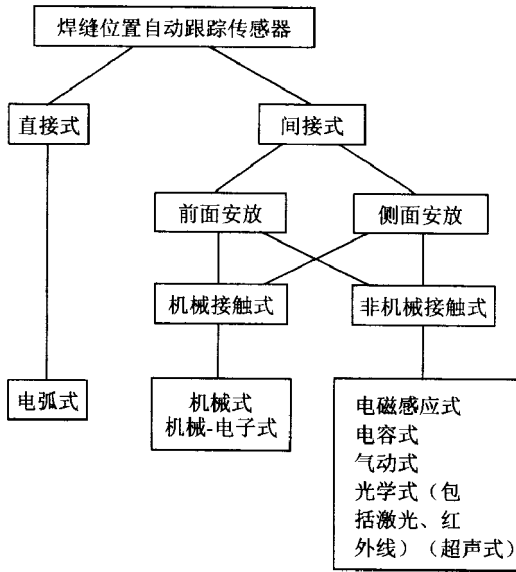 焊缝位置自动跟踪传感器
直接式
间接式
前面安放
侧面安放
机械接触式
非机械接触式
电弧式
机械式
机械-电子式
电磁感应式
电容式
气动式
光学式（包
括激光、红
外线）（超声式）